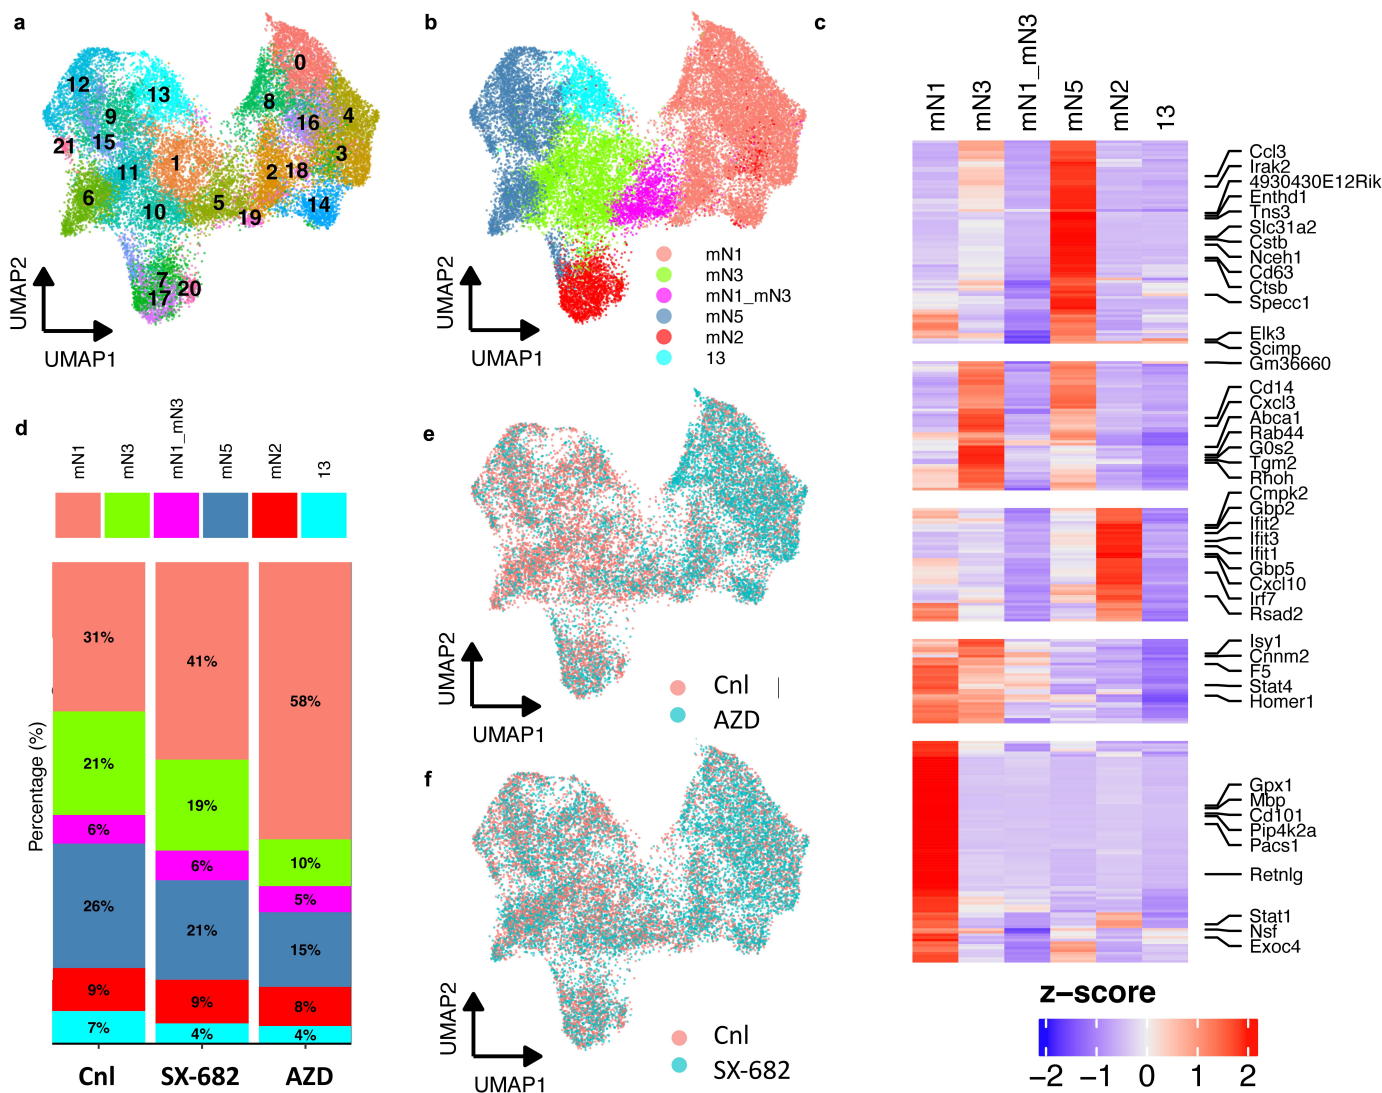 a
0
12
13
8
4
9
16
21
15
3
1
11
2
18
6
5
14
10
19
7
20
17
UMAP2
UMAP1
b
mN1
mN3
mN1_mN3
mN5
mN2
13
UMAP2
UMAP1
c
mN1
mN3
mN1_mN3
mN5
mN2
13
Ccl3
Irak2
4930430E12Rik
Enthd1
Tns3
Slc31a2
Cstb
Nceh1
Cd63
Ctsb
Specc1
Elk3
Scimp
Gm36660
Cd14
Cxcl3
Abca1
Rab44
G0s2
Tgm2
Rhoh
Cmpk2
Gbp2
Ifit2
Ifit3
Ifit1
Gbp5
Cxcl10
Irf7
Rsad2
Isy1
Cnnm2
F5
Stat4
Homer1
Gpx1
Mbp
Cd101
Pip4k2a
Pacs1
Retnlg
Stat1
Nsf
Exoc4
z−score
−2 −1 0 1 2
d
mN1
mN3
mN1_mN3
mN5
mN2
13
Percentage (%)
31%
21%
6%
26%
9%
7%
41%
19%
6%
21%
9%
4%
58%
10%
5%
15%
8%
4%
Cnl SX-682 AZD
e
UMAP2
UMAP1
Cnl
AZD
f
UMAP2
UMAP1
Cnl
SX-682